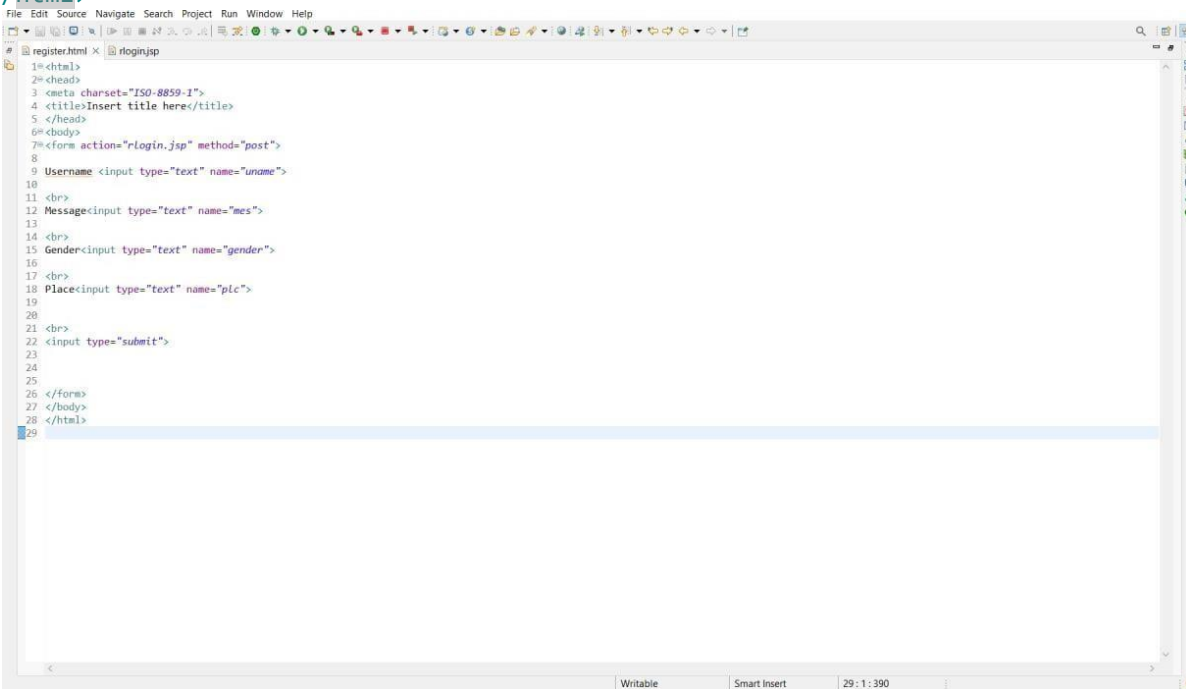 File Edit Source Navigate Search Project Run Window Help
register.html rlogin.jsp
1 <html>
2 <head>
3 <meta charset="ISO-8859-1">
4 <title>Insert title here</title>
5 </head>
6 <body>
7 <form action="rlogin.jsp" method="post">
8
9 Username <input type="text" name="uname">
10
11 <br>
12 Message<input type="text" name="mes">
13
14 <br>
15 Gender<input type="text" name="gender">
16
17 <br>
18 Place<input type="text" name="plc">
19
20
21 <br>
22 <input type="submit">
23
24
25
26 </form>
27 </body>
28 </html>
29
Writable Smart Insert 29 : 1 : 390